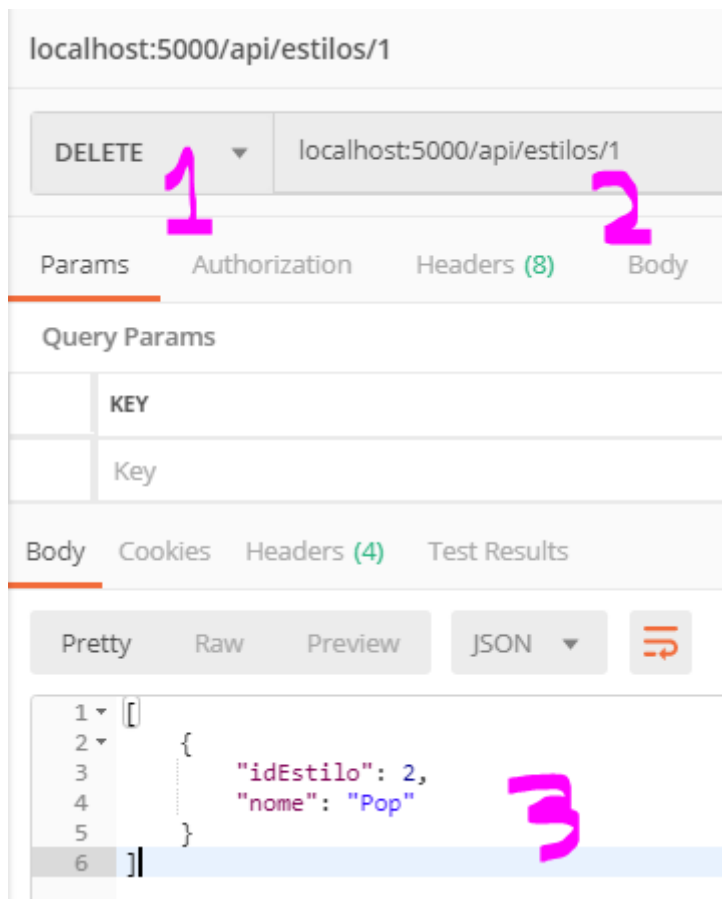 localhost:5000/api/estilos/1
DELETE localhost:5000/api/estilos/1
1 2
Params Authorization Headers (8) Body
Query Params
KEY
Key
Body Cookies Headers (4) Test Results
Pretty Raw Preview JSON
1 [
2 {
3 "idEstilo": 2,
4 "nome": "Pop"
5 }
6 ]
3